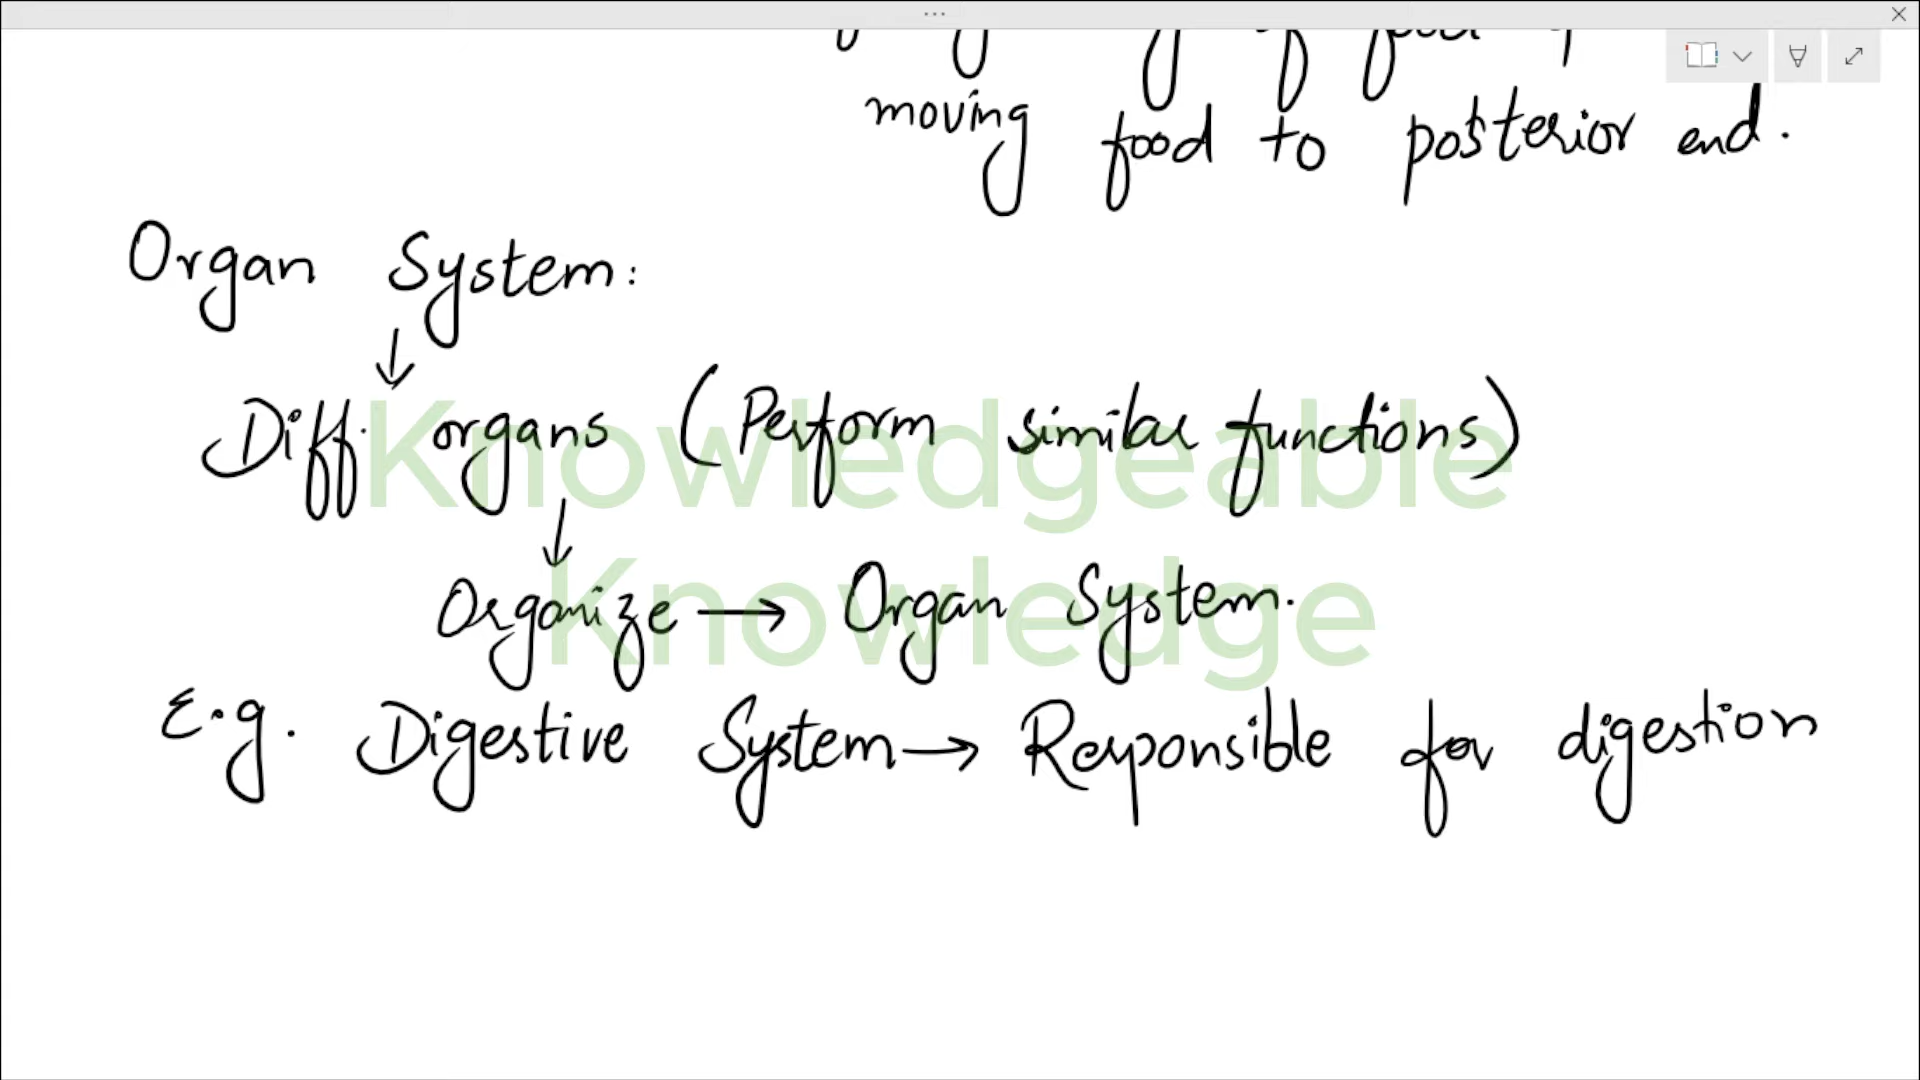 moving food to posterior end.
Organ System:
↓
Diff. organs (Perform similar functions)
↓
Organize → Organ System.
E.g. Digestive System → Responsible for digestion
Knowledgeable
Knowledge